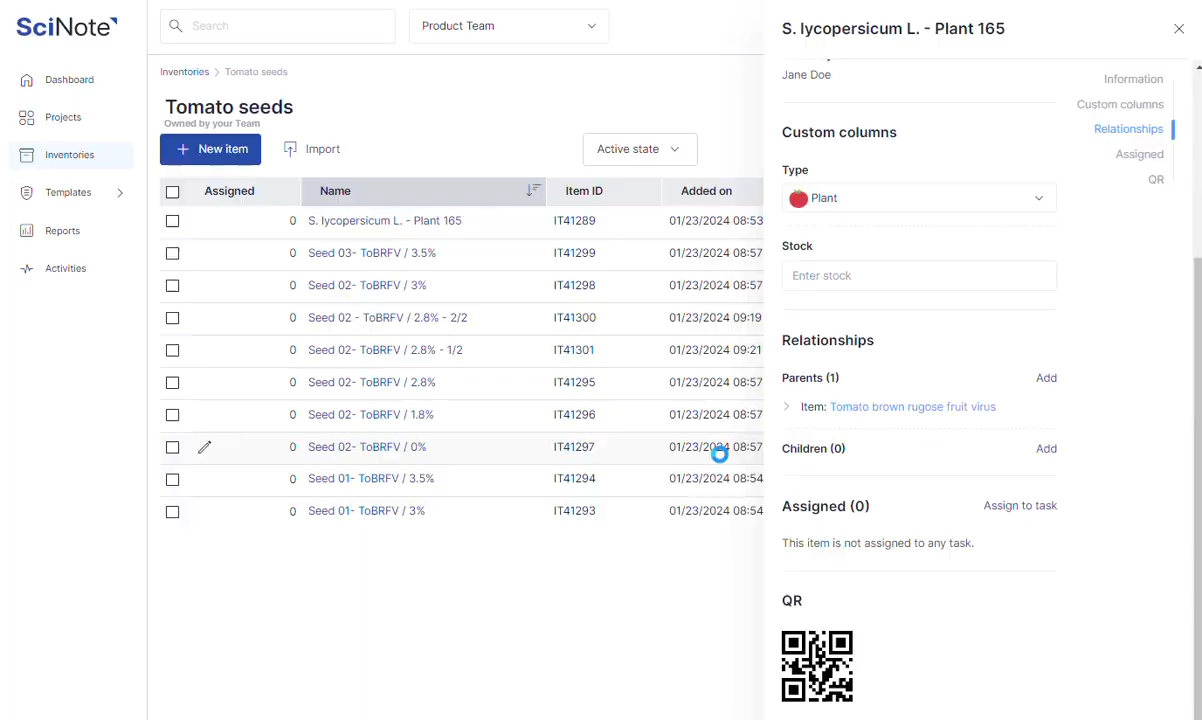 SciNote
Search
Product Team
Dashboard
Projects
Inventories
Templates
Reports
Activities
Inventories > Tomato seeds
Tomato seeds
Owned by your Team
+ New item
Import
Active state
Assigned Name Item ID Added on
0 S. lycopersicum L. - Plant 165 IT41289 01/23/2024 08:53
0 Seed 03- ToBRFV / 3.5% IT41299 01/23/2024 08:57
0 Seed 02- ToBRFV / 3% IT41298 01/23/2024 08:57
0 Seed 02 - ToBRFV / 2.8% - 2/2 IT41300 01/23/2024 09:19
0 Seed 02- ToBRFV / 2.8% - 1/2 IT41301 01/23/2024 09:21
0 Seed 02- ToBRFV / 2.8% IT41295 01/23/2024 08:57
0 Seed 02- ToBRFV / 1.8% IT41296 01/23/2024 08:57
0 Seed 02- ToBRFV / 0% IT41297 01/23/2024 08:57
0 Seed 01- ToBRFV / 3.5% IT41294 01/23/2024 08:54
0 Seed 01- ToBRFV / 3% IT41293 01/23/2024 08:54
S. lycopersicum L. - Plant 165
Jane Doe
Custom columns
Type
Plant
Stock
Enter stock
Relationships
Parents (1) Add
Item: Tomato brown rugose fruit virus
Children (0) Add
Assigned (0) Assign to task
This item is not assigned to any task.
QR
Information
Custom columns
Relationships
Assigned
QR